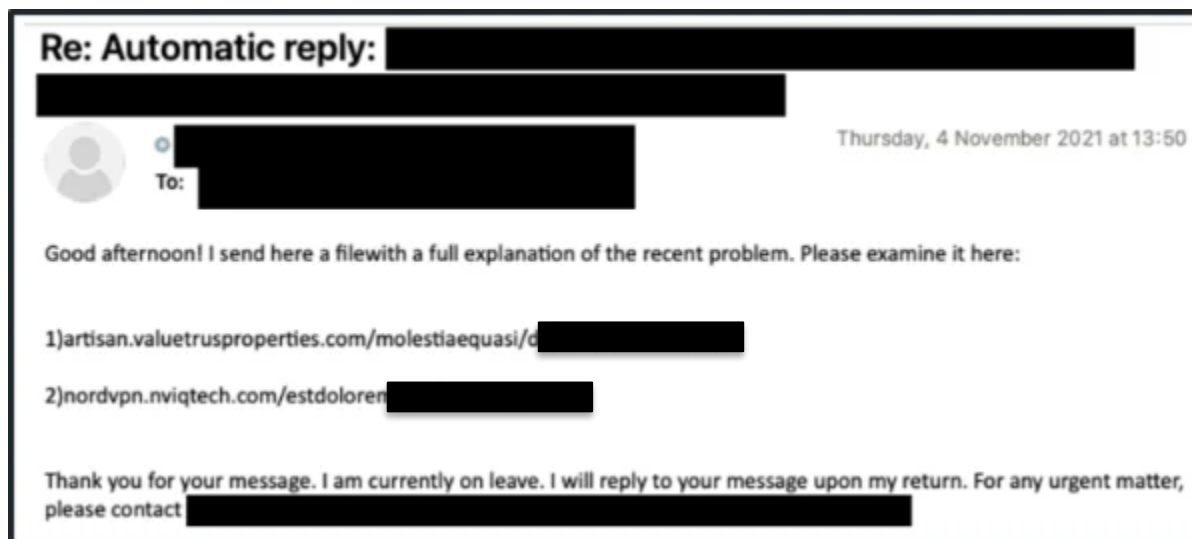 Re: Automatic reply:
Thursday, 4 November 2021 at 13:50
To:
Good afternoon! I send here a filewith a full explanation of the recent problem. Please examine it here:
1)artisan.valuetrusproperties.com/molestiaequasi/d
2)nordvpn.nviqtech.com/estdolorem
Thank you for your message. I am currently on leave. I will reply to your message upon my return. For any urgent matter,
please contact